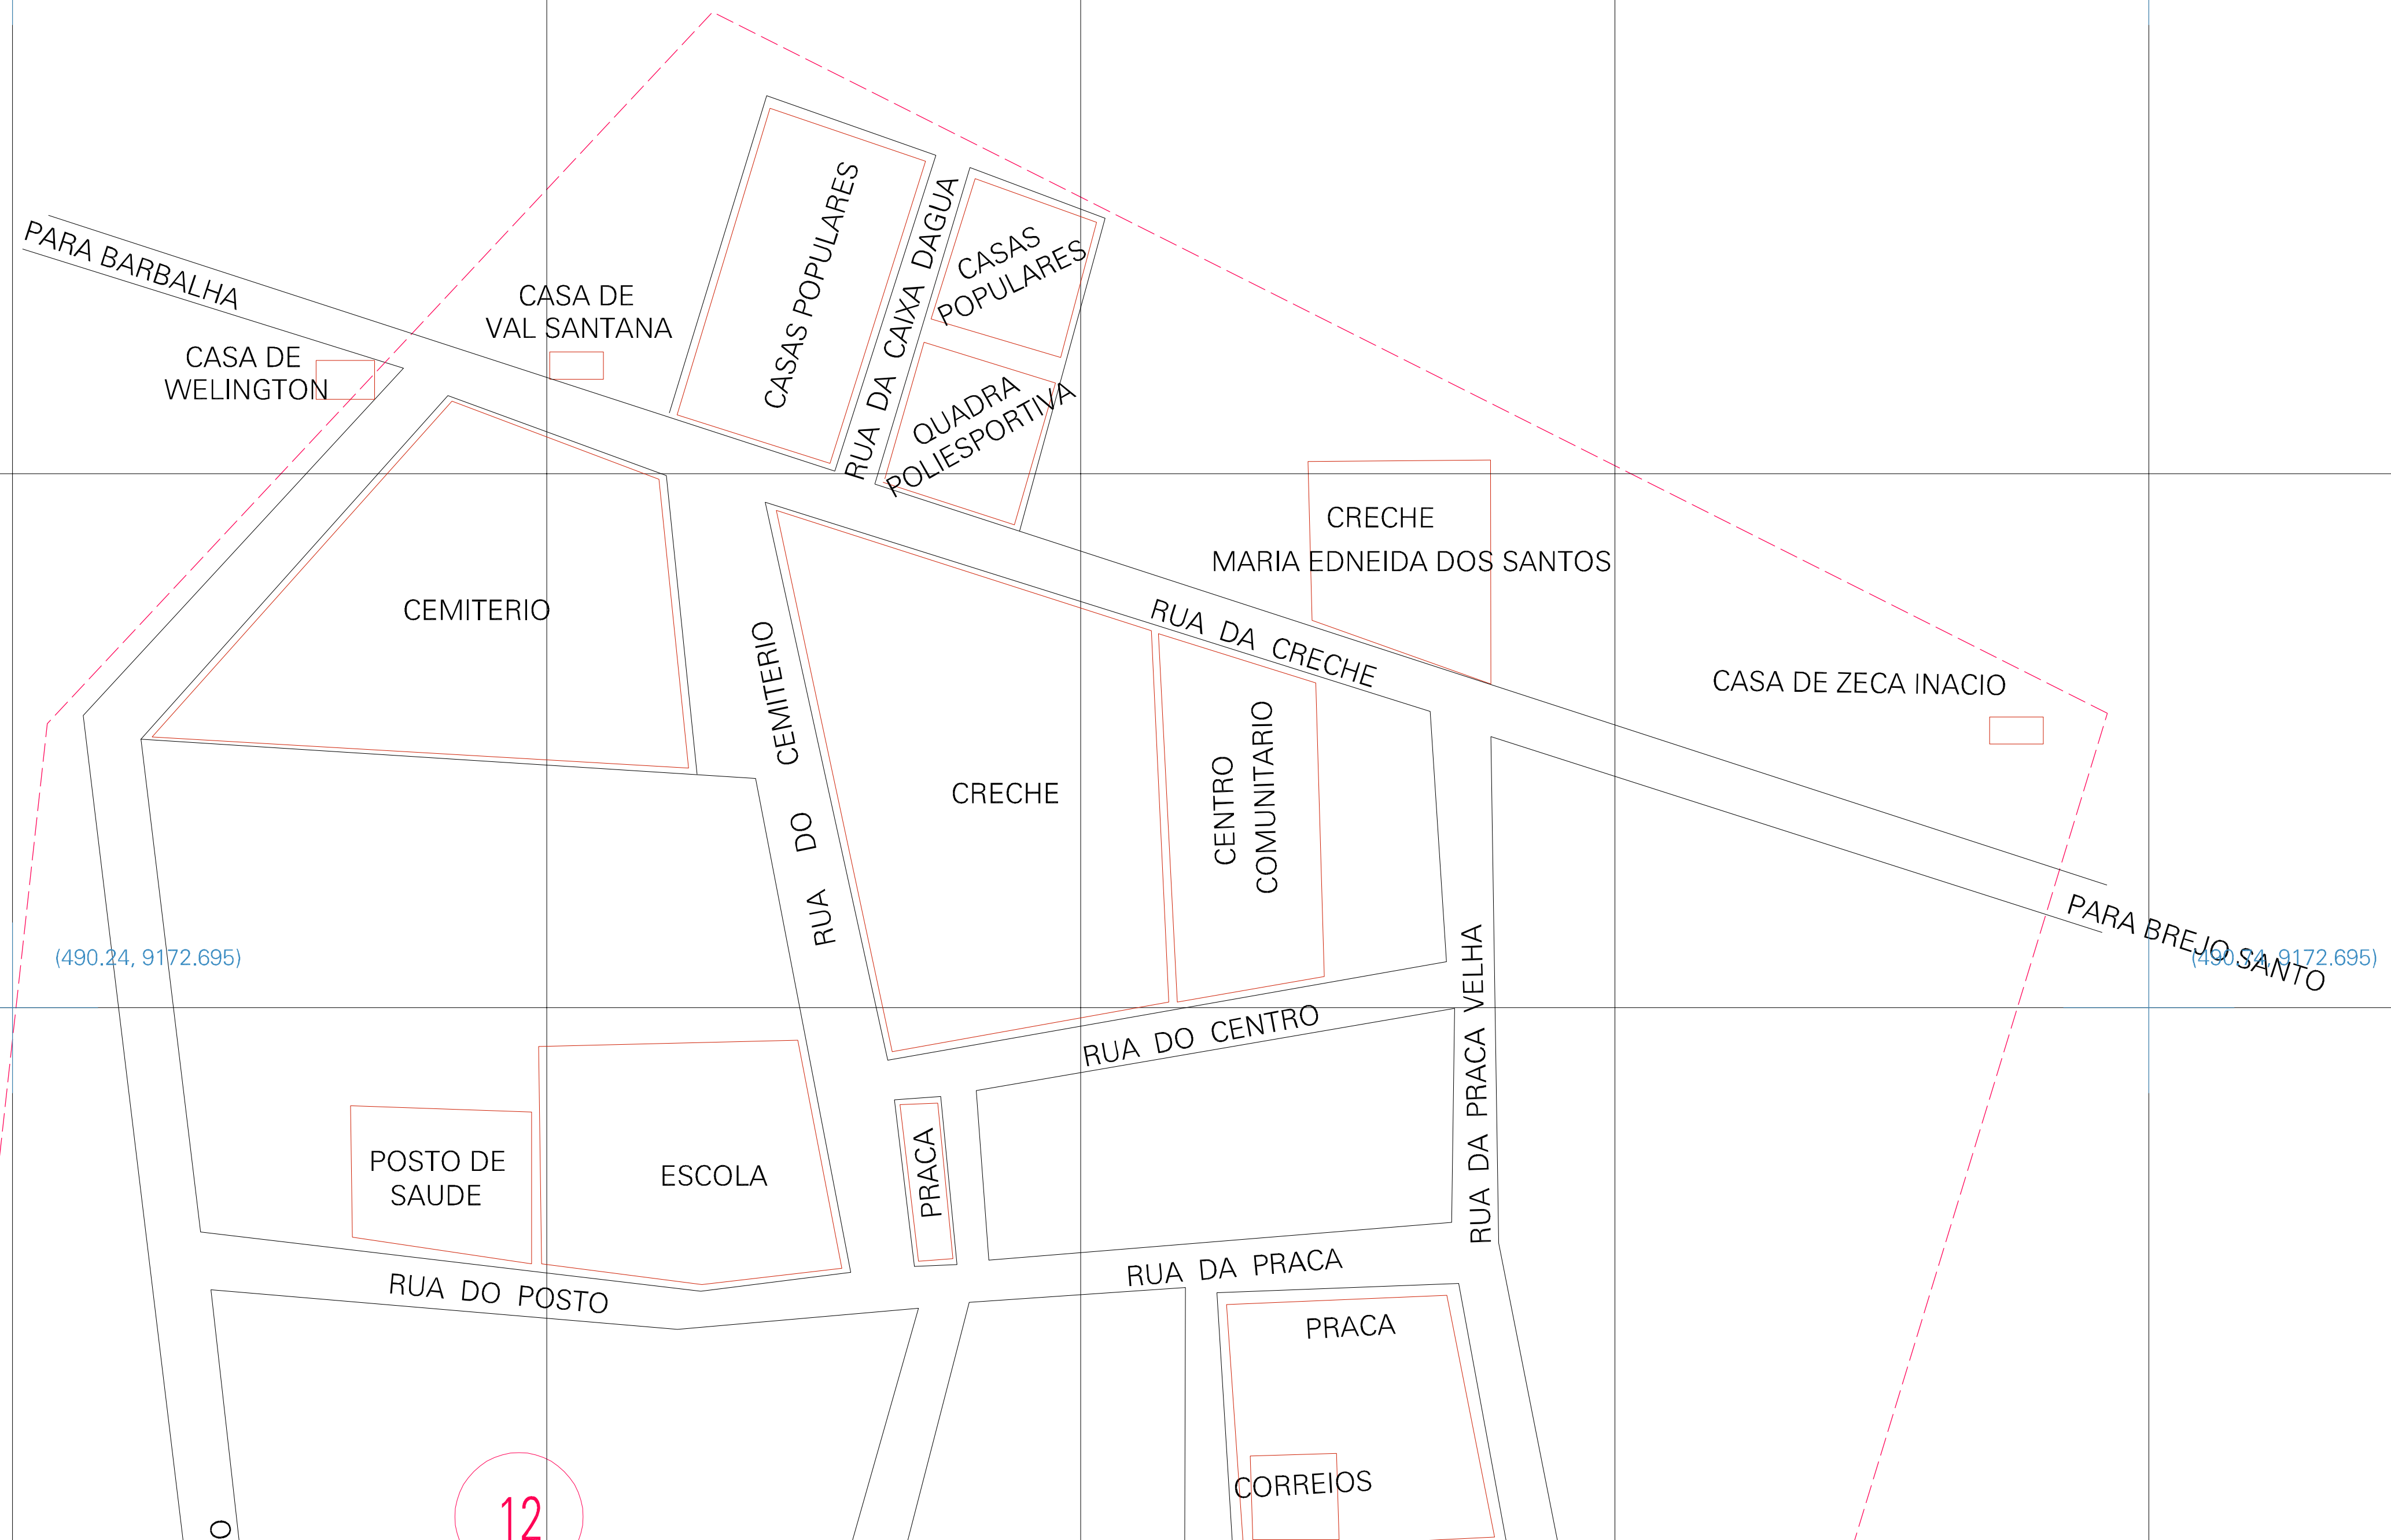 PARA BARBALHA
CASA DE
VAL SANTANA
CASA DE
WELINGTON
CASAS POPULARES
RUA DA CAIXA DAGUA
CASAS
POPULARES
QUADRA
POLIESPORTIVA
CRECHE
MARIA EDNEIDA DOS SANTOS
RUA DA CRECHE
CASA DE ZECA INACIO
CEMITERIO
RUA DO CEMITERIO
CRECHE
CENTRO
COMUNITARIO
PARA BREJO SANTO
(490.24, 9172.695)
(490.74, 9172.695)
RUA DO CENTRO
RUA DA PRACA VELHA
POSTO DE
SAUDE
ESCOLA
PRACA
RUA DO POSTO
RUA DA PRACA
PRACA
CORREIOS
12
O